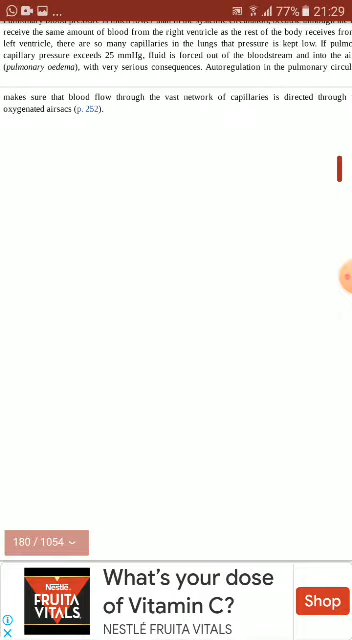 77% 21:29
receive the same amount of blood from the right ventricle as the rest of the body receives
left ventricle, there are so many capillaries in the lungs that pressure is kept low. If
capillary pressure exceeds 25 mmHg, fluid is forced out of the bloodstream and into the
(pulmonary oedema), with very serious consequences. Autoregulation in the pulmonary
makes sure that blood flow through the vast network of capillaries is directed through
oxygenated airsacs (p. 252).
180 / 1054
Nestlé
FRUITA
VITALS
What's your dose
of Vitamin C?
NESTLÉ FRUITA VITALS
Shop